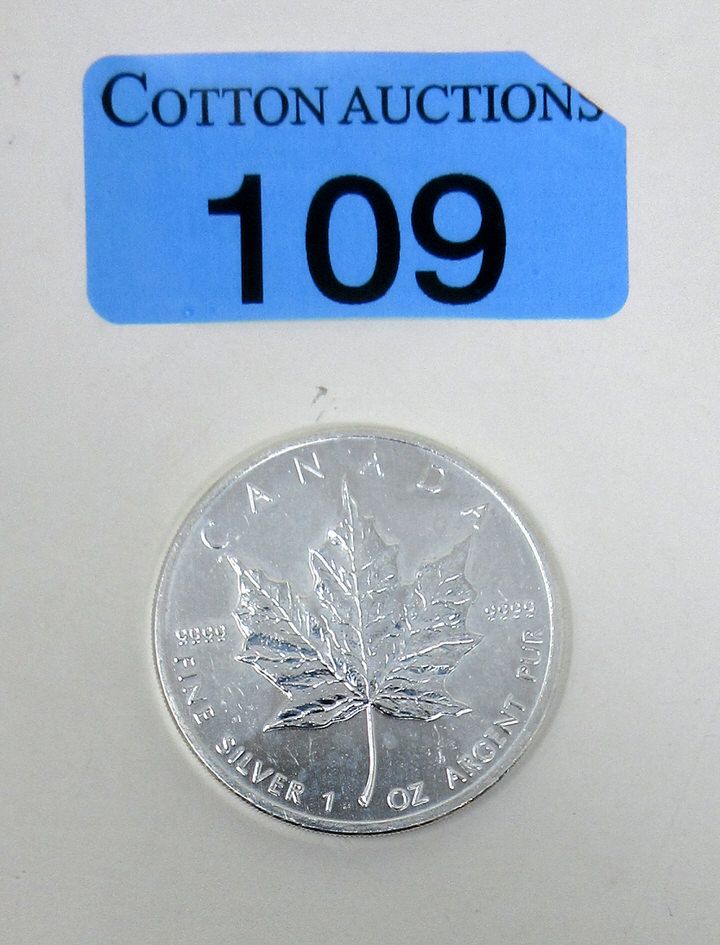 COTTON AUCTIONS
109
CANADA
9999 9999
FINE SILVER 1 OZ ARGENT PUR